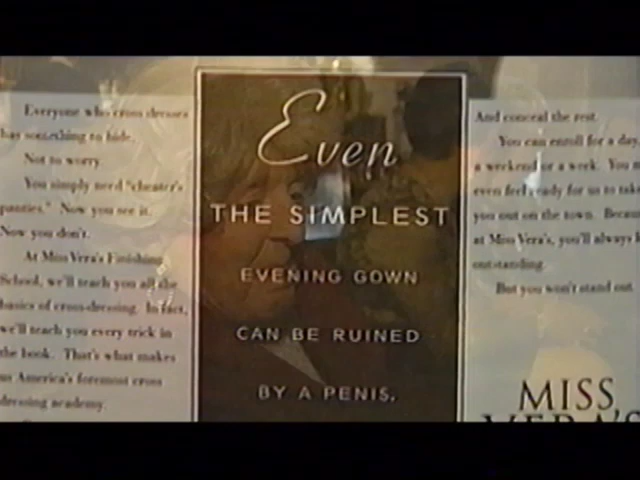 Everyone who cross dresses
has something to hide.
Not to worry.
You simply need "cheater's
panties." Now you see it.
Now you don't.
At Miss Vera's Finishing
School, we'll teach you all the
basics of cross-dressing. In fact,
we'll teach you every trick in
the book. That's what makes
us America's foremost cross
dressing academy.
Even
THE SIMPLEST
EVENING GOWN
CAN BE RUINED
BY A PENIS.
And conceal the rest.
You can enroll for a day,
a weekend or a week. You
even feel ready for us to
you out on the town.
at Miss Vera's, you'll always
outstanding.
But you won't stand out.
MISS
VERA'S